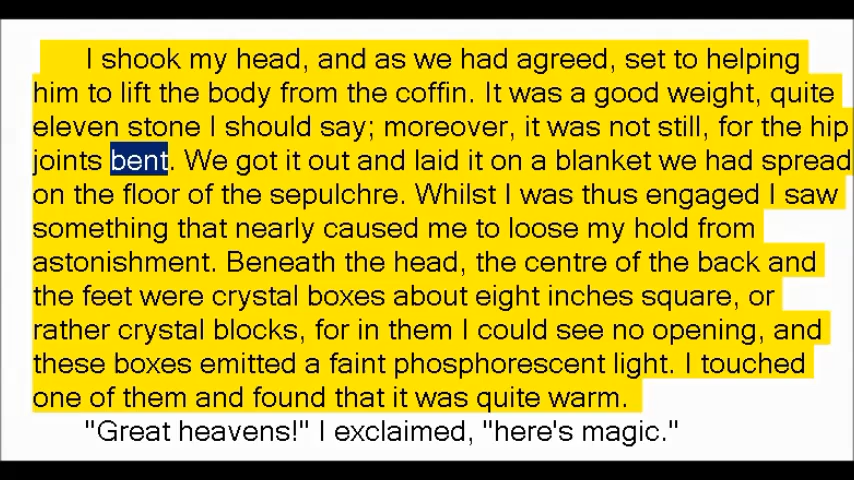 I shook my head, and as we had agreed, set to helping
him to lift the body from the coffin. It was a good weight, quite
eleven stone I should say; moreover, it was not still, for the hip
joints bent. We got it out and laid it on a blanket we had spread
on the floor of the sepulchre. Whilst I was thus engaged I saw
something that nearly caused me to loose my hold from
astonishment. Beneath the head, the centre of the back and
the feet were crystal boxes about eight inches square, or
rather crystal blocks, for in them I could see no opening, and
these boxes emitted a faint phosphorescent light. I touched
one of them and found that it was quite warm.
"Great heavens!" I exclaimed, "here's magic."